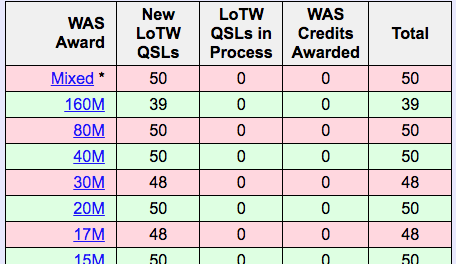 WAS Award New LoTW QSLs LoTW QSLs in Process WAS Credits Awarded Total
Mixed * 50 0 0 50
160M 39 0 0 39
80M 50 0 0 50
40M 50 0 0 50
30M 48 0 0 48
20M 50 0 0 50
17M 48 0 0 48
15M 50 0 0 50